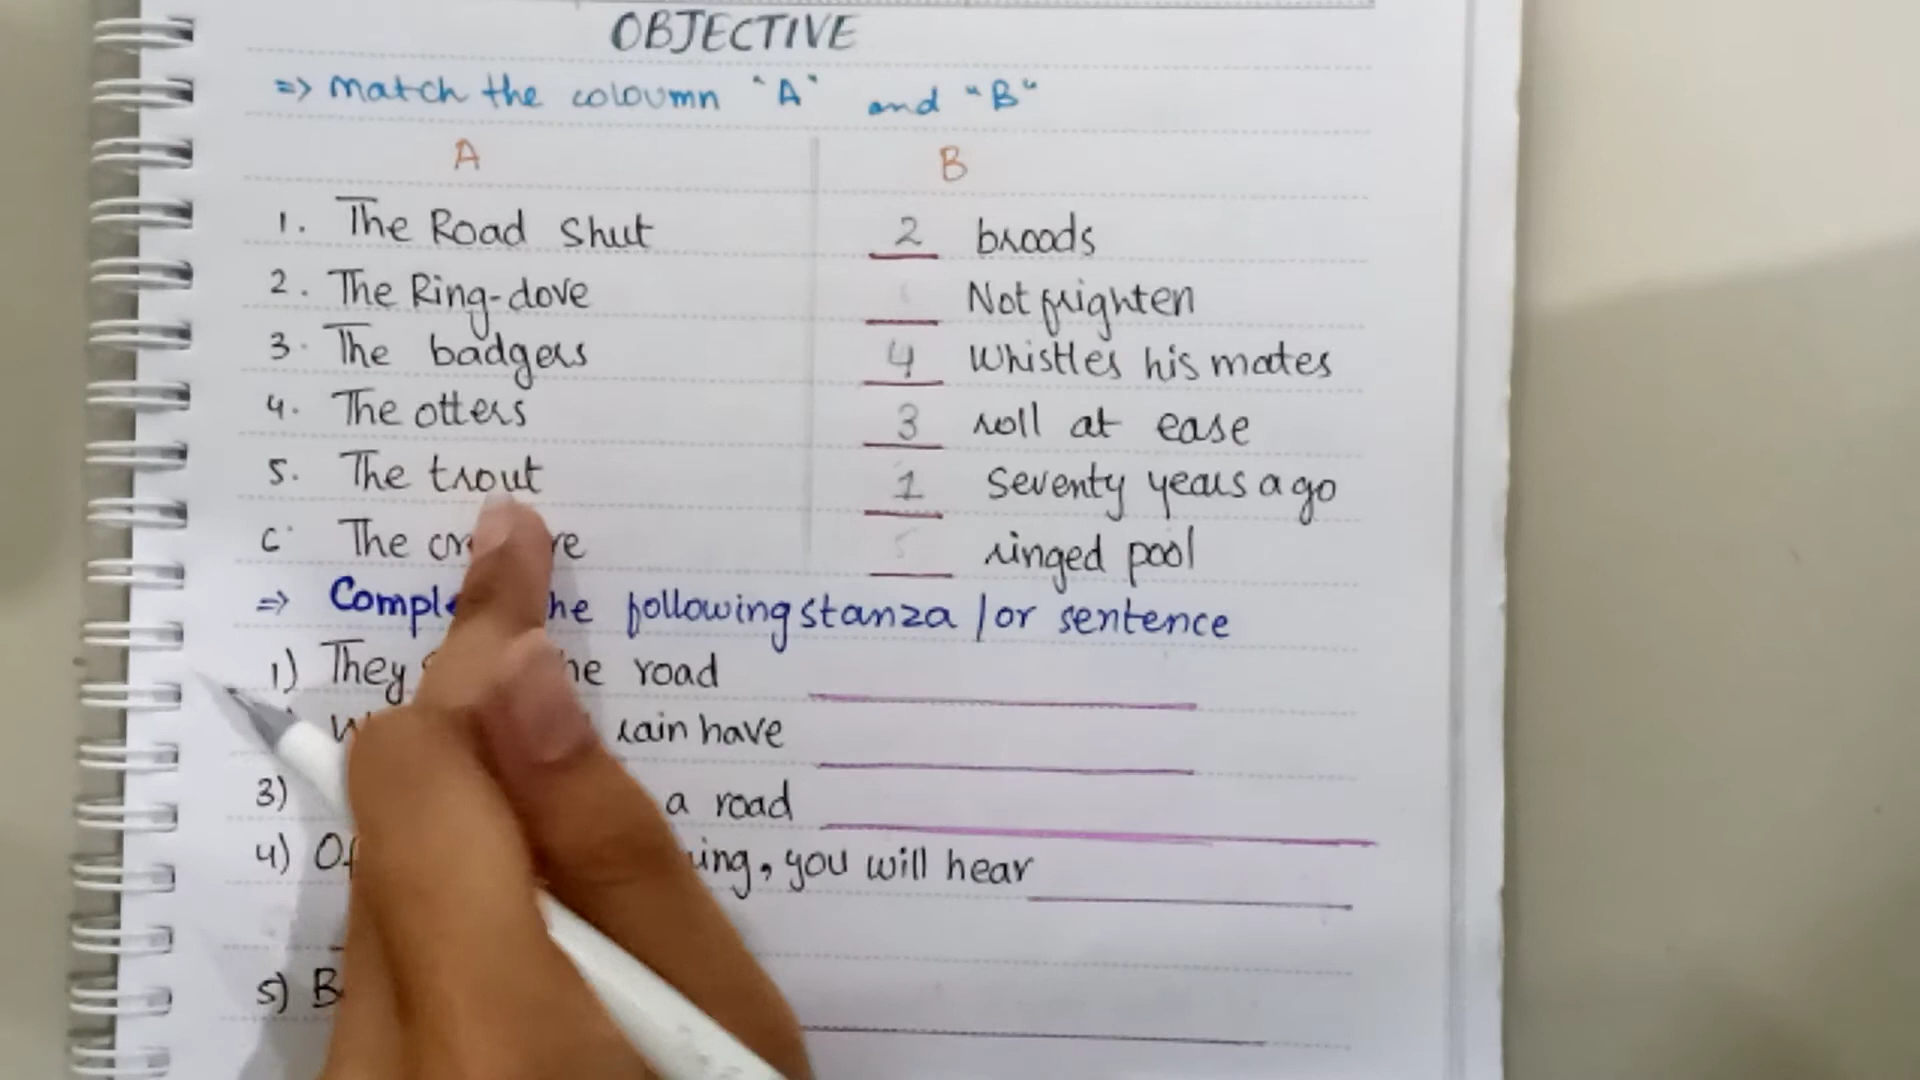 OBJECTIVE
=> Match the coloumn "A" and "B"
A B
1. The Road Shut 2 broods
2. The Ring-dove Not frighten
3. The badgers 4 Whistles his mates
4. The otters 3 roll at ease
5. The trout 1 Seventy years ago
The 5 ringed pool
=> following stanza / or sentence
1) They road
rain have
3) a road
4) you will hear
5)